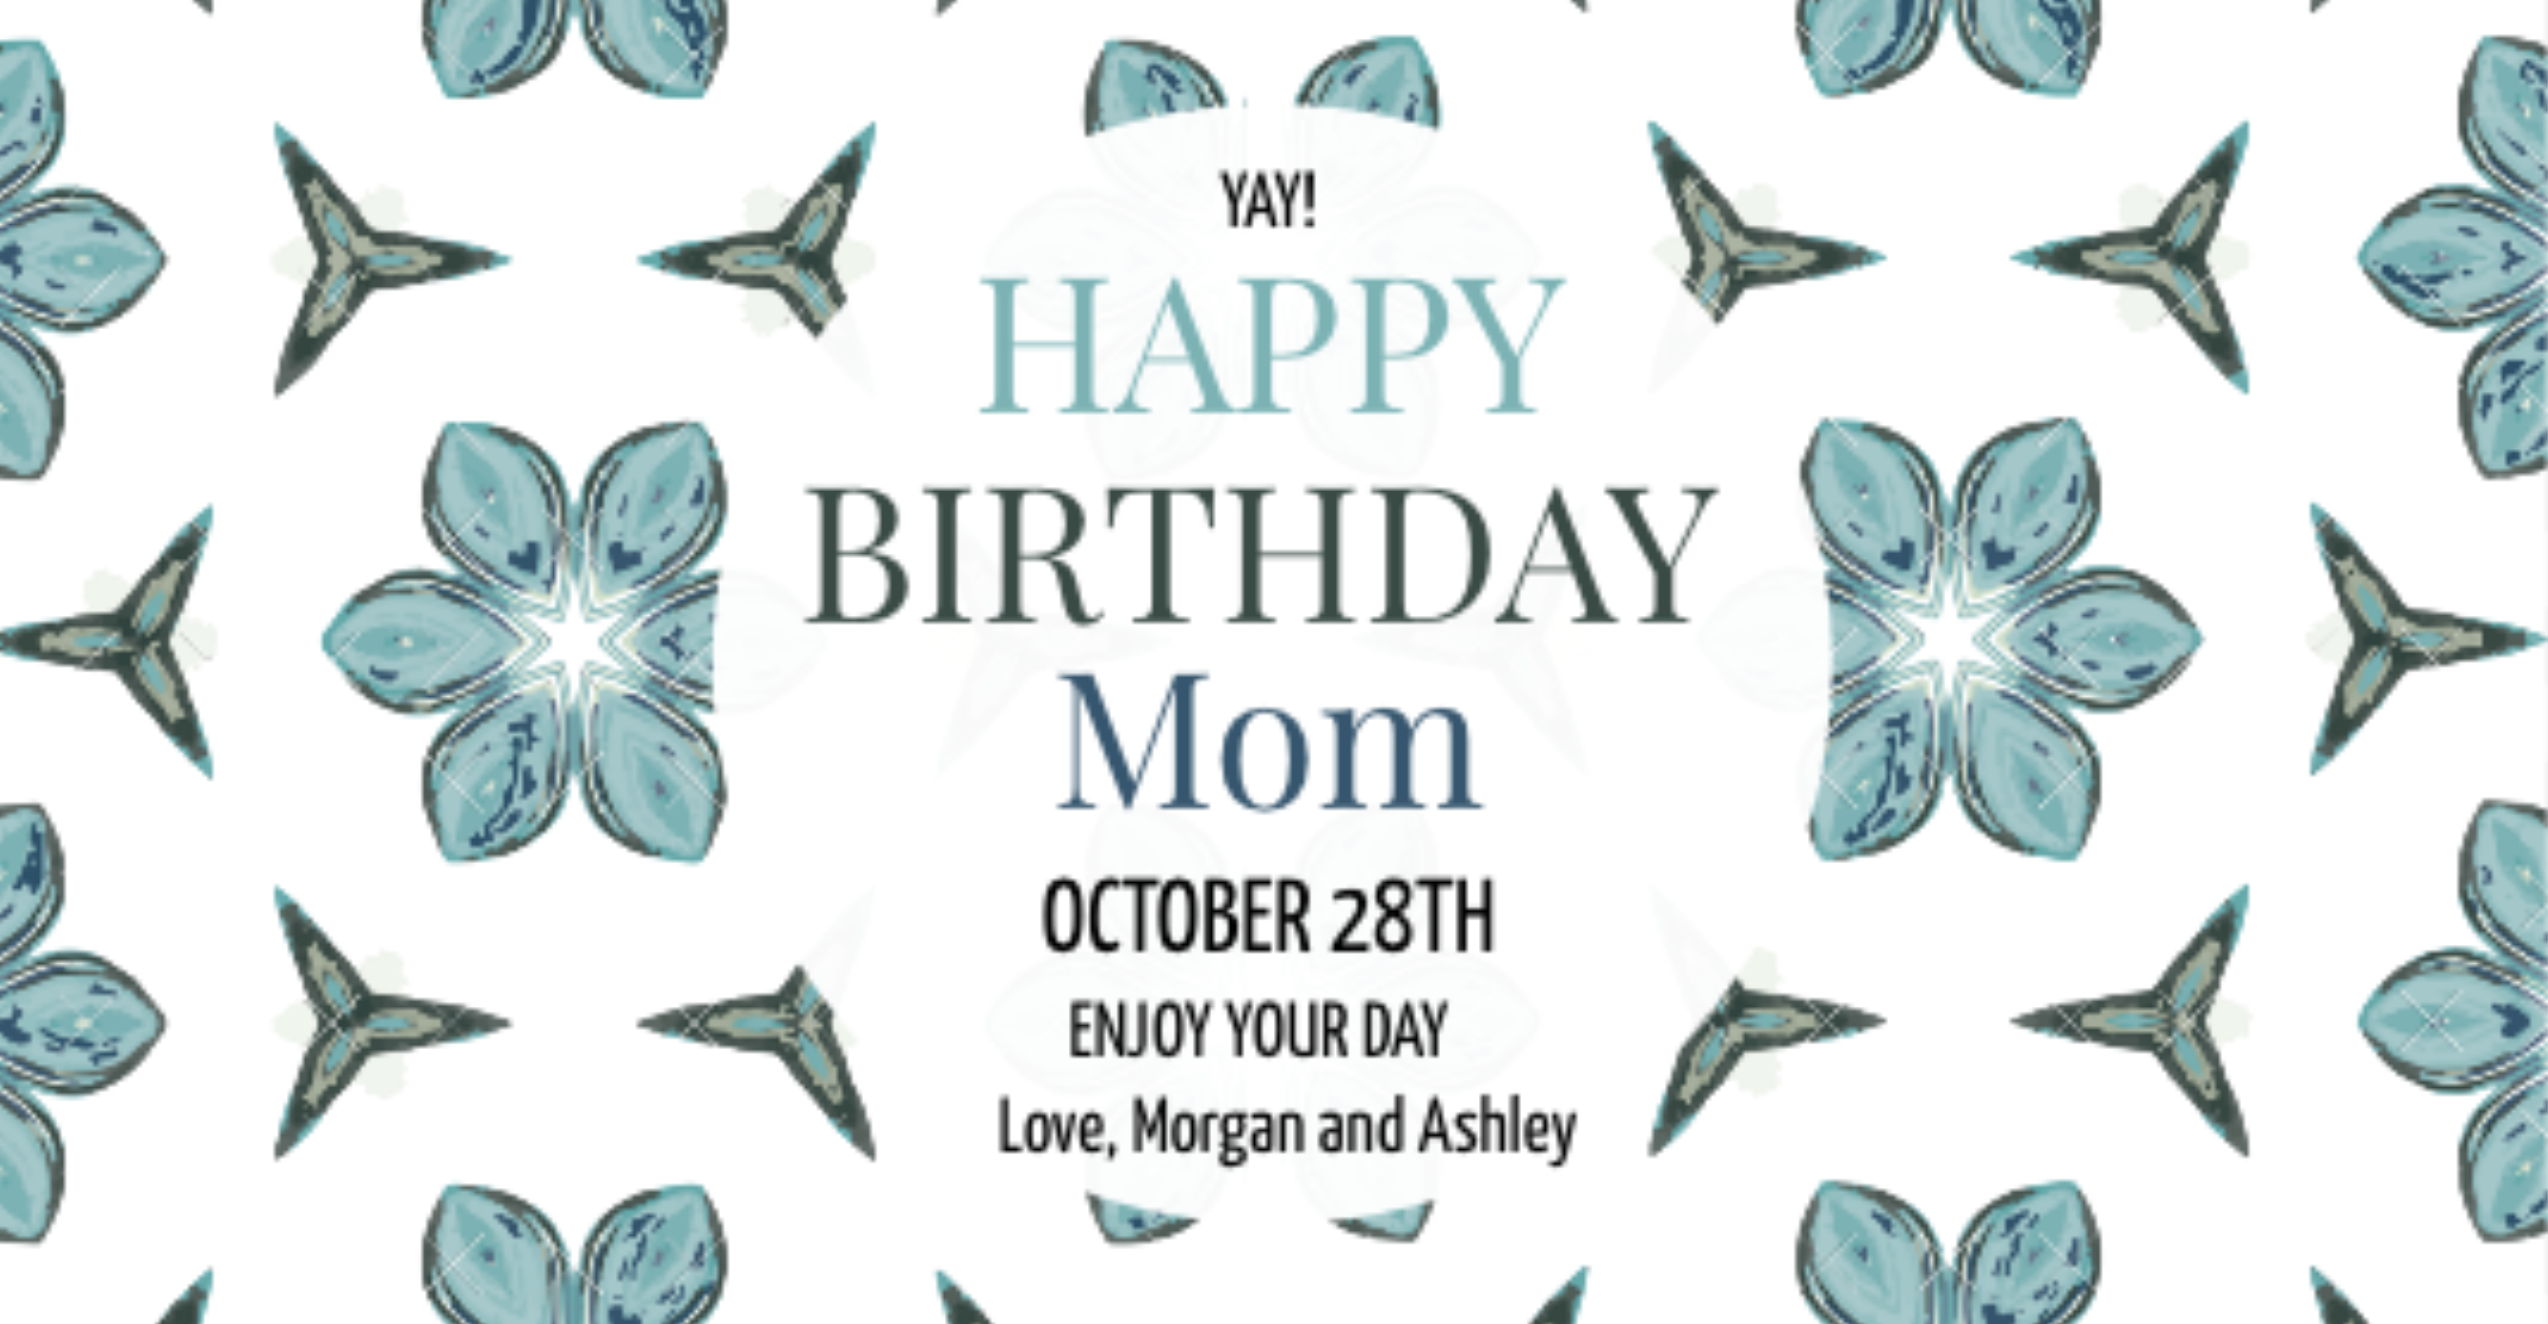 YAY!
HAPPY
BIRTHDAY
Mom
OCTOBER 28TH
ENJOY YOUR DAY
Love, Morgan and Ashley